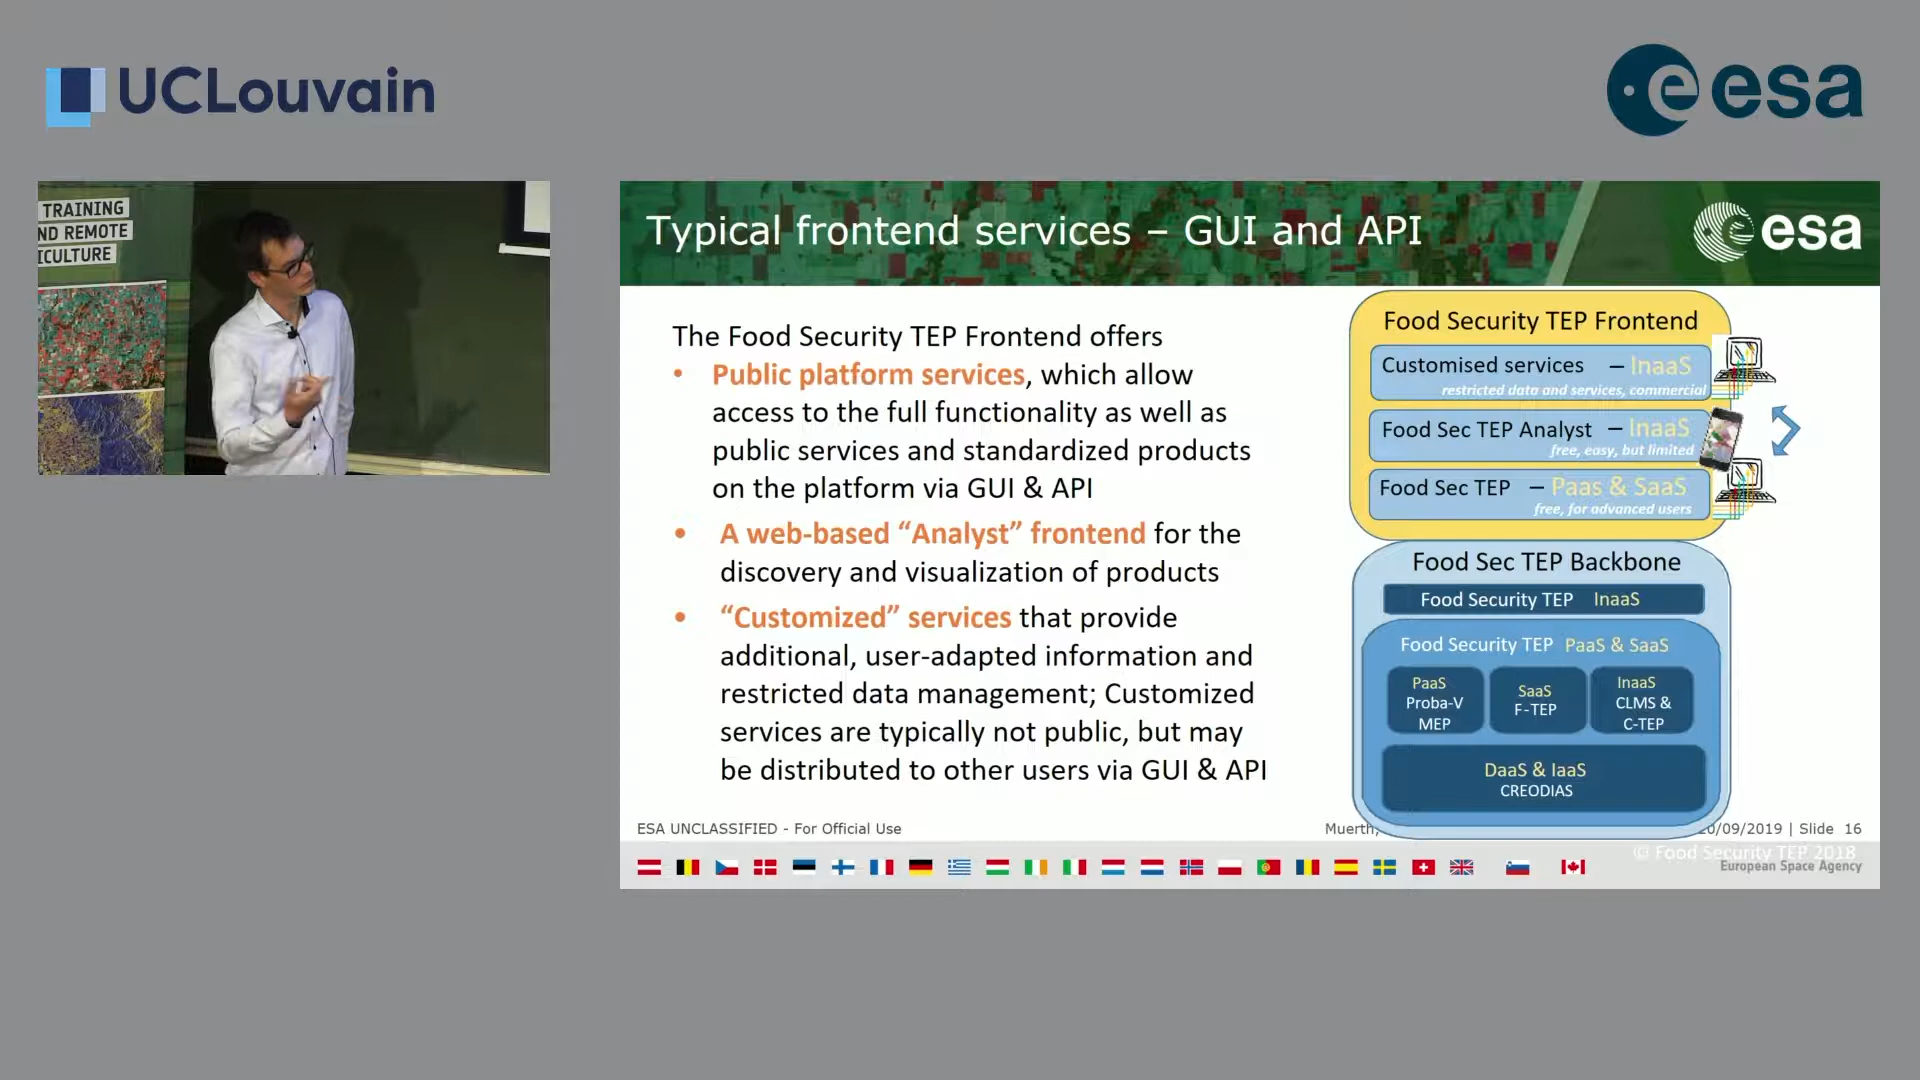 UCLouvain
esa
TRAINING
ND REMOTE
ICULTURE
Typical frontend services – GUI and API
esa
The Food Security TEP Frontend offers
• Public platform services, which allow
access to the full functionality as well as
public services and standardized products
on the platform via GUI & API
• A web-based “Analyst” frontend for the
discovery and visualization of products
• “Customized” services that provide
additional, user-adapted information and
restricted data management; Customized
services are typically not public, but may
be distributed to other users via GUI & API
Food Security TEP Frontend
Customised services – InaaS
restricted data and services, commercial
Food Sec TEP Analyst – InaaS
free, easy, but limited
Food Sec TEP – Paas & SaaS
free, for advanced users
Food Sec TEP Backbone
Food Security TEP InaaS
Food Security TEP PaaS & SaaS
PaaS
Proba-V
MEP
SaaS
F-TEP
InaaS
CLMS &
C-TEP
DaaS & IaaS
CREODIAS
ESA UNCLASSIFIED - For Official Use
Muerth, 20/09/2019 | Slide 16
© Food Security TEP 2018
European Space Agency